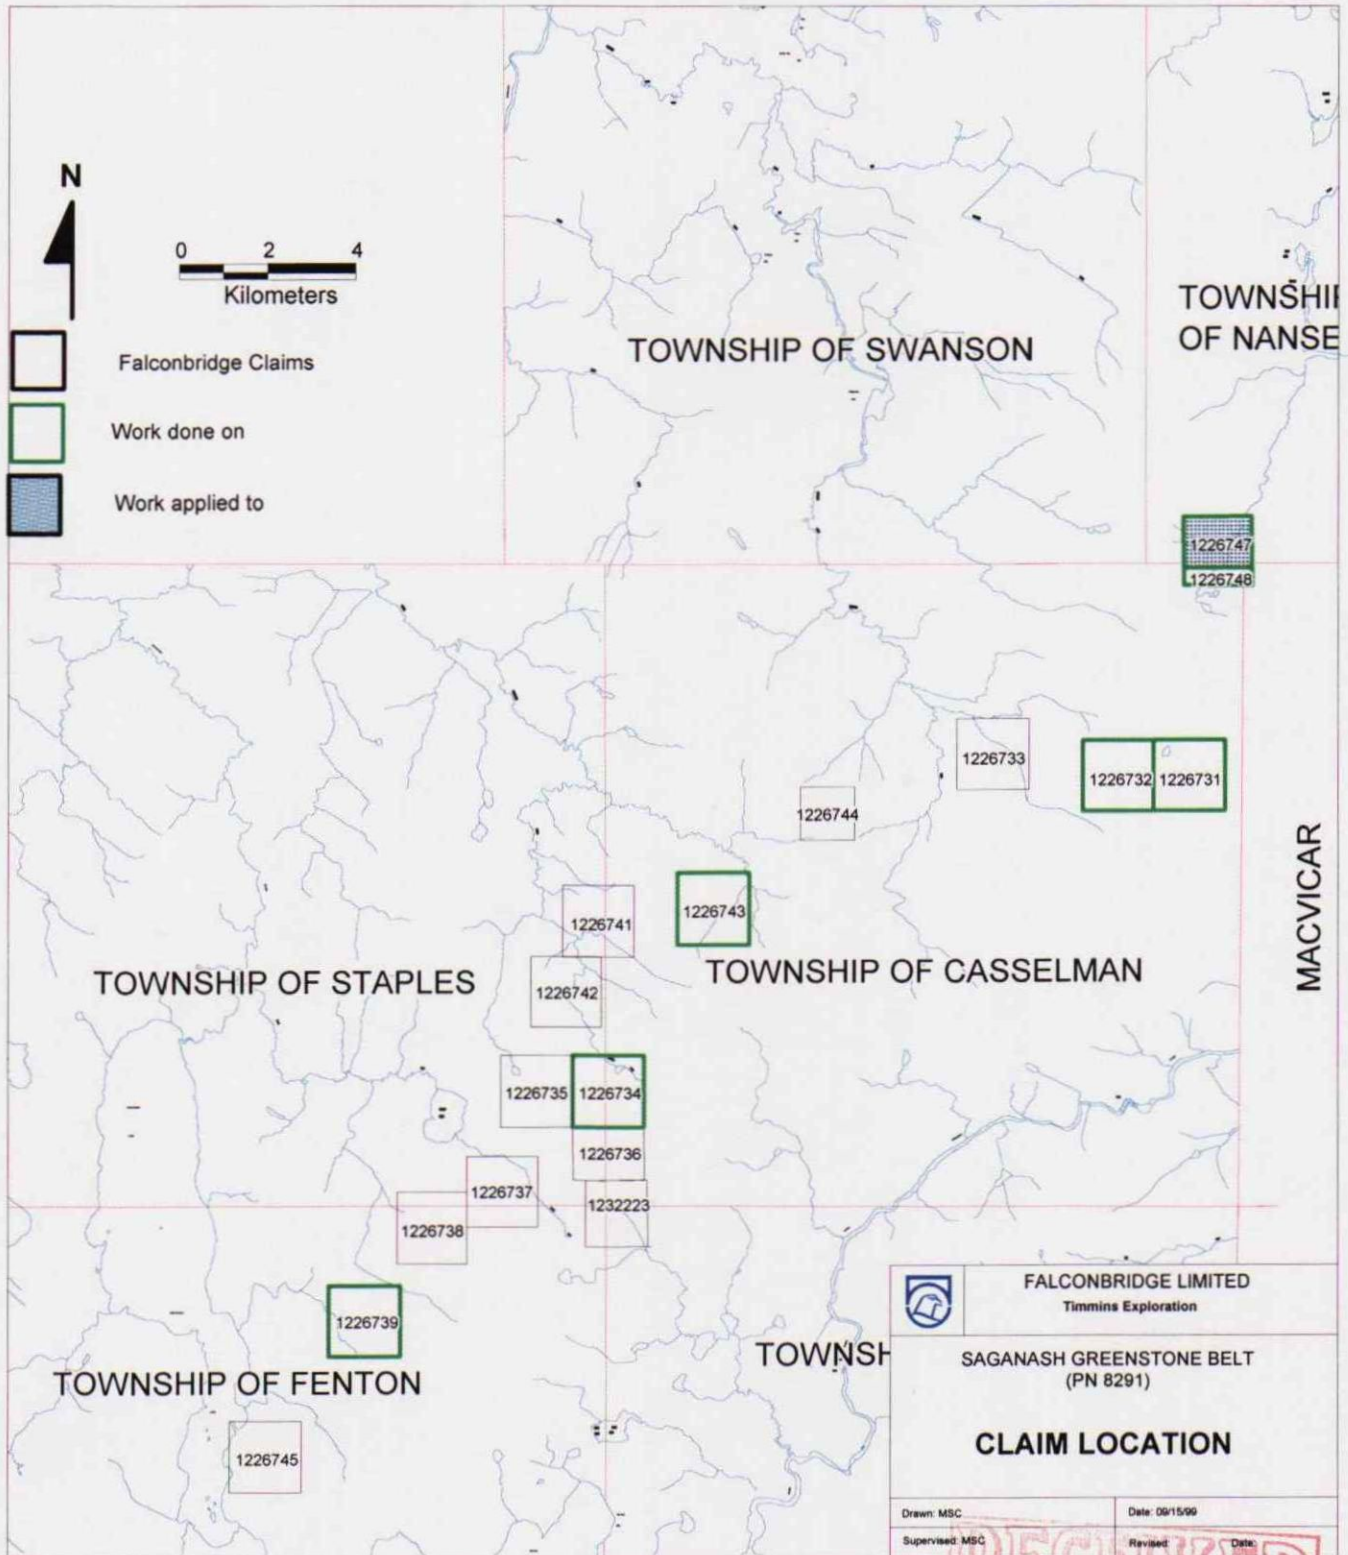 N
0 2 4
Kilometers
Falconbridge Claims
Work done on
Work applied to
TOWNSHIP OF SWANSON
TOWNSHIP
OF NANSE
1226747
1226748
1226733
1226732 1226731
1226744
1226743
1226741
MACVICAR
TOWNSHIP OF STAPLES
TOWNSHIP OF CASSELMAN
1226742
1226735 1226734
1226736
1226737
1232223
1226738
1226739
TOWNSH
TOWNSHIP OF FENTON
1226745
FALCONBRIDGE LIMITED
Timmins Exploration
SAGANASH GREENSTONE BELT
(PN 8291)
CLAIM LOCATION
Drawn: MSC
Date: 09/15/99
Supervised: MSC
Revised:
Date: